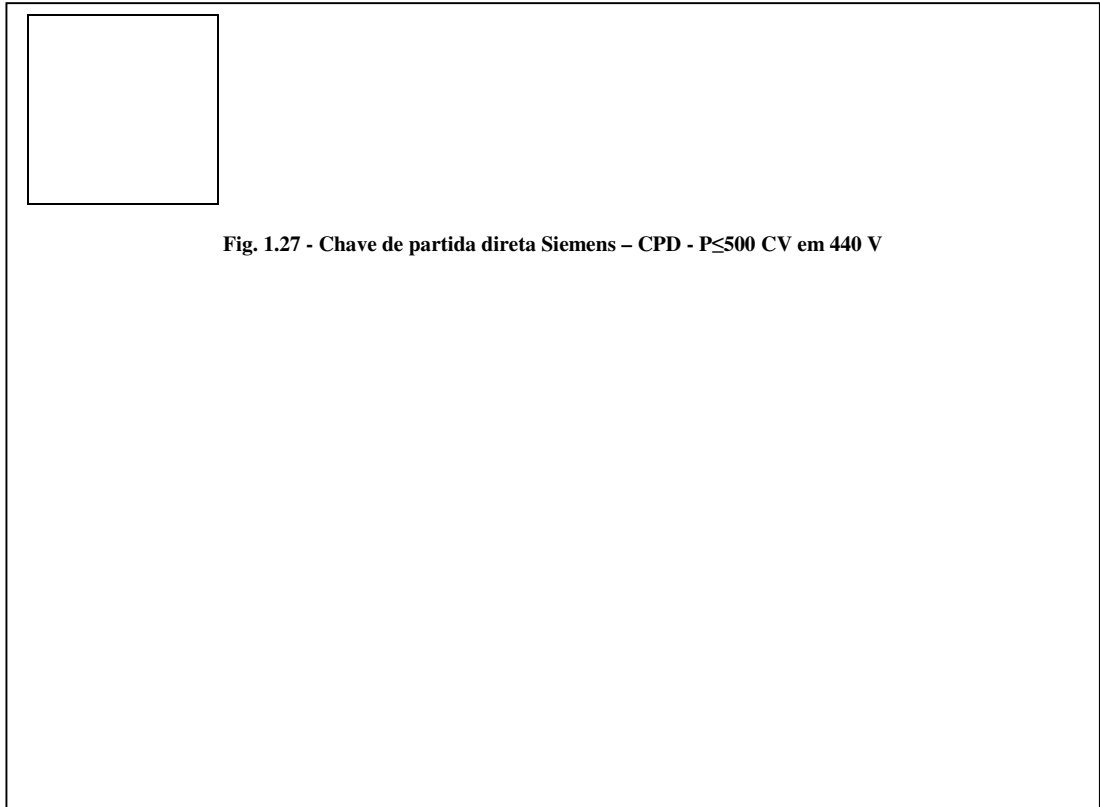 Fig. 1.27 - Chave de partida direta Siemens – CPD - P≤500 CV em 440 V